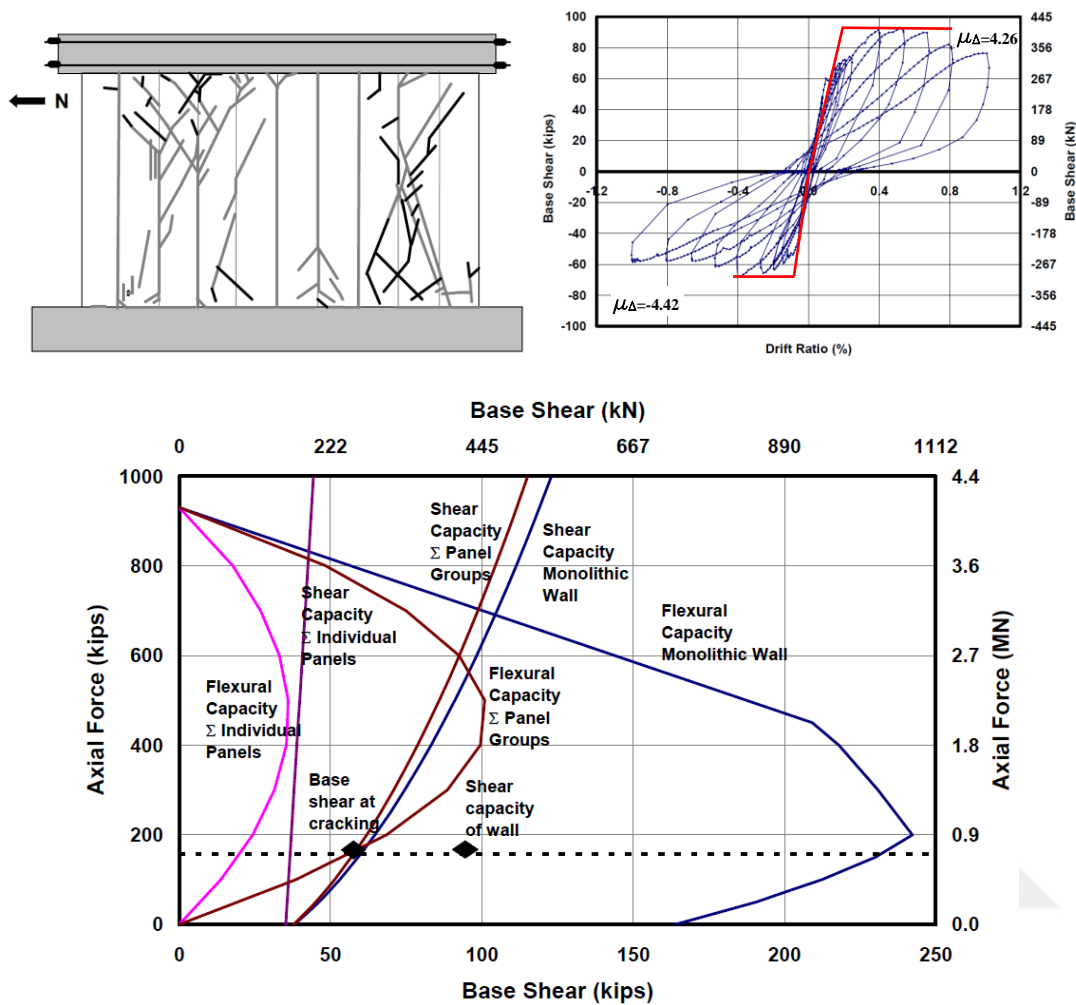 N
100
80
60
40
20
0
-20
-40
-60
-80
-100
Base Shear (kips)
-1.2
-0.8
-0.4
0.0
0.4
0.8
1.2
Drift Ratio (%)
445
356
267
178
89
0
-89
-178
-267
-356
-445
Base Shear (kN)
μΔ=4.26
μΔ=-4.42
Base Shear (kN)
0
222
445
667
890
1112
1000
800
600
400
200
0
Axial Force (kips)
4.4
3.6
2.7
1.8
0.9
0.0
Axial Force (MN)
Shear
Capacity
Σ Panel
Groups
Shear
Capacity
Monolithic
Wall
Shear
Capacity
Σ Individual
Panels
Flexural
Capacity
Monolithic Wall
Flexural
Capacity
Σ Individual
Panels
Flexural
Capacity
Σ Panel
Groups
Base
shear at
cracking
Shear
capacity
of wall
0
50
100
150
200
250
Base Shear (kips)